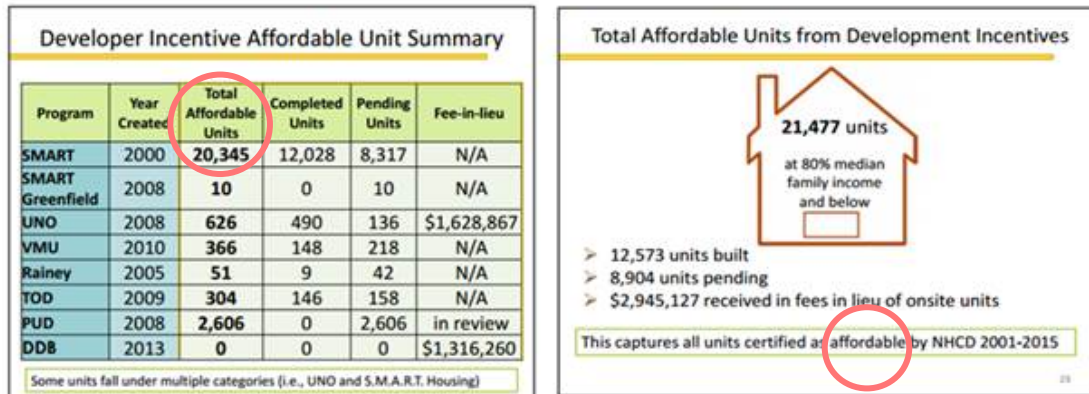 Developer Incentive Affordable Unit Summary
Program Year Created Total Affordable Units Completed Units Pending Units Fee-in-lieu
SMART 2000 20,345 12,028 8,317 N/A
SMART Greenfield 2008 10 0 10 N/A
UNO 2008 626 490 136 $1,628,867
VMU 2010 366 148 218 N/A
Rainey 2005 51 9 42 N/A
TOD 2009 304 146 158 N/A
PUD 2008 2,606 0 2,606 in review
DDB 2013 0 0 0 $1,316,260
Some units fall under multiple categories (i.e., UNO and S.M.A.R.T. Housing)
Total Affordable Units from Development Incentives
21,477 units
at 80% median
family income
and below
➢ 12,573 units built
➢ 8,904 units pending
➢ $2,945,127 received in fees in lieu of onsite units
This captures all units certified as affordable by NHCD 2001-2015